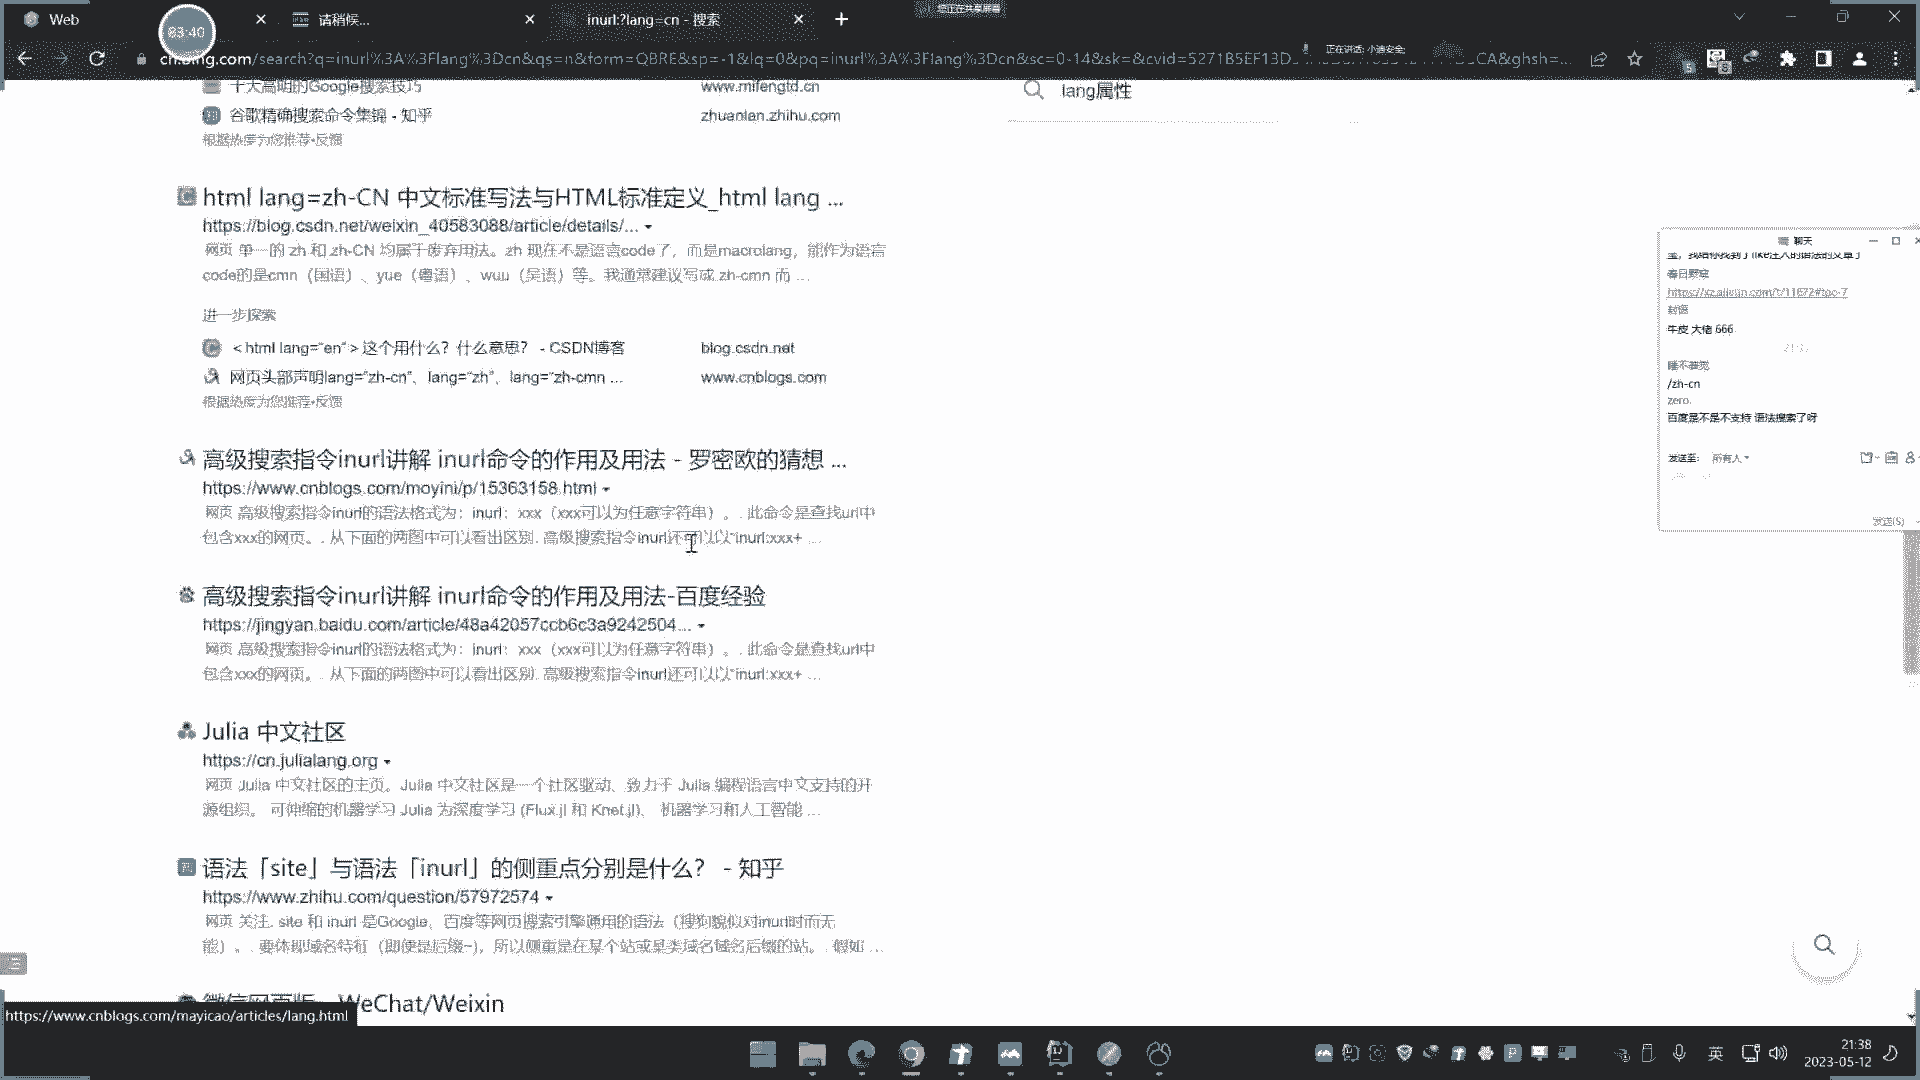 Web
请稍候...
inurl:?lang=cn - 搜索
您正在共享屏幕
03:40
cn.bing.com/search?q=inurl%3A%3Flang%3Dcn&qs=n&form=QBRE&sp=-1&lq=0&pq=inurl%3A%3Flang%3Dcn&sc=0-14&sk=&cvid=5271B5EF13D
CA&ghsh=...
正在讲话: 小迪安全;
十大高明的Google搜索技巧
www.mifengtd.cn
lang属性
谷歌精确搜索命令集锦 - 知乎
zhuanlan.zhihu.com
根据热度为您推荐•反馈
html lang=zh-CN 中文标准写法与HTML标准定义_html lang ...
https://blog.csdn.net/weixin_40583088/article/details/...
网页 单一的 zh 和 zh-CN 均属于废弃用法。zh 现在不是语言code了，而是macrolang，能作为语言
code的是cmn（国语）、yue（粤语）、wuu（吴语）等。我通常建议写成 zh-cmn 而 ...
进一步探索
< html lang="en" > 这个用什么？什么意思？ - CSDN博客
blog.csdn.net
网页头部声明lang="zh-cn"、lang="zh"、lang="zh-cmn ...
www.cnblogs.com
根据热度为您推荐•反馈
高级搜索指令inurl讲解 inurl命令的作用及用法 - 罗密欧的猜想 ...
https://www.cnblogs.com/moyini/p/15363158.html
网页 高级搜索指令inurl的语法格式为：inurl：xxx（xxx可以为任意字符串）。. 此命令是查找url中
包含xxx的网页。. 从下面的两图中可以看出区别. 高级搜索指令inurl还可以以"inurl:xxx+ ...
高级搜索指令inurl讲解 inurl命令的作用及用法-百度经验
https://jingyan.baidu.com/article/48a42057ccb6c3a9242504...
网页 高级搜索指令inurl的语法格式为：inurl：xxx（xxx可以为任意字符串）。. 此命令是查找url中
包含xxx的网页。. 从下面的两图中可以看出区别. 高级搜索指令inurl还可以以"inurl:xxx+ ...
Julia 中文社区
https://cn.julialang.org
网页 Julia 中文社区的主页。Julia 中文社区是一个社区驱动、致力于 Julia 编程语言中文支持的开
源组织。 可伸缩的机器学习 Julia 为深度学习 (Flux.jl 和 Knet.jl)、 机器学习和人工智能 ...
语法「site」与语法「inurl」的侧重点分别是什么？ - 知乎
https://www.zhihu.com/question/57972574
网页 关注. site 和 inurl 是Google、百度等网页搜索引擎通用的语法（搜狗貌似对inurl时而无
能）。. 要体现域名特征（即便是后缀~)，所以侧重是在某个站或某类域名域名后缀的站。. 假如 ...
微信网页版 - WeChat/Weixin
https://www.cnblogs.com/mayicao/articles/lang.html
聊天
封语
牛皮 大佬 666
睡不着觉
/zh-cn
zero.
百度是不是不支持 语法搜索了呀
发送至: 所有人
发送(S)
英
21:38
2023-05-12